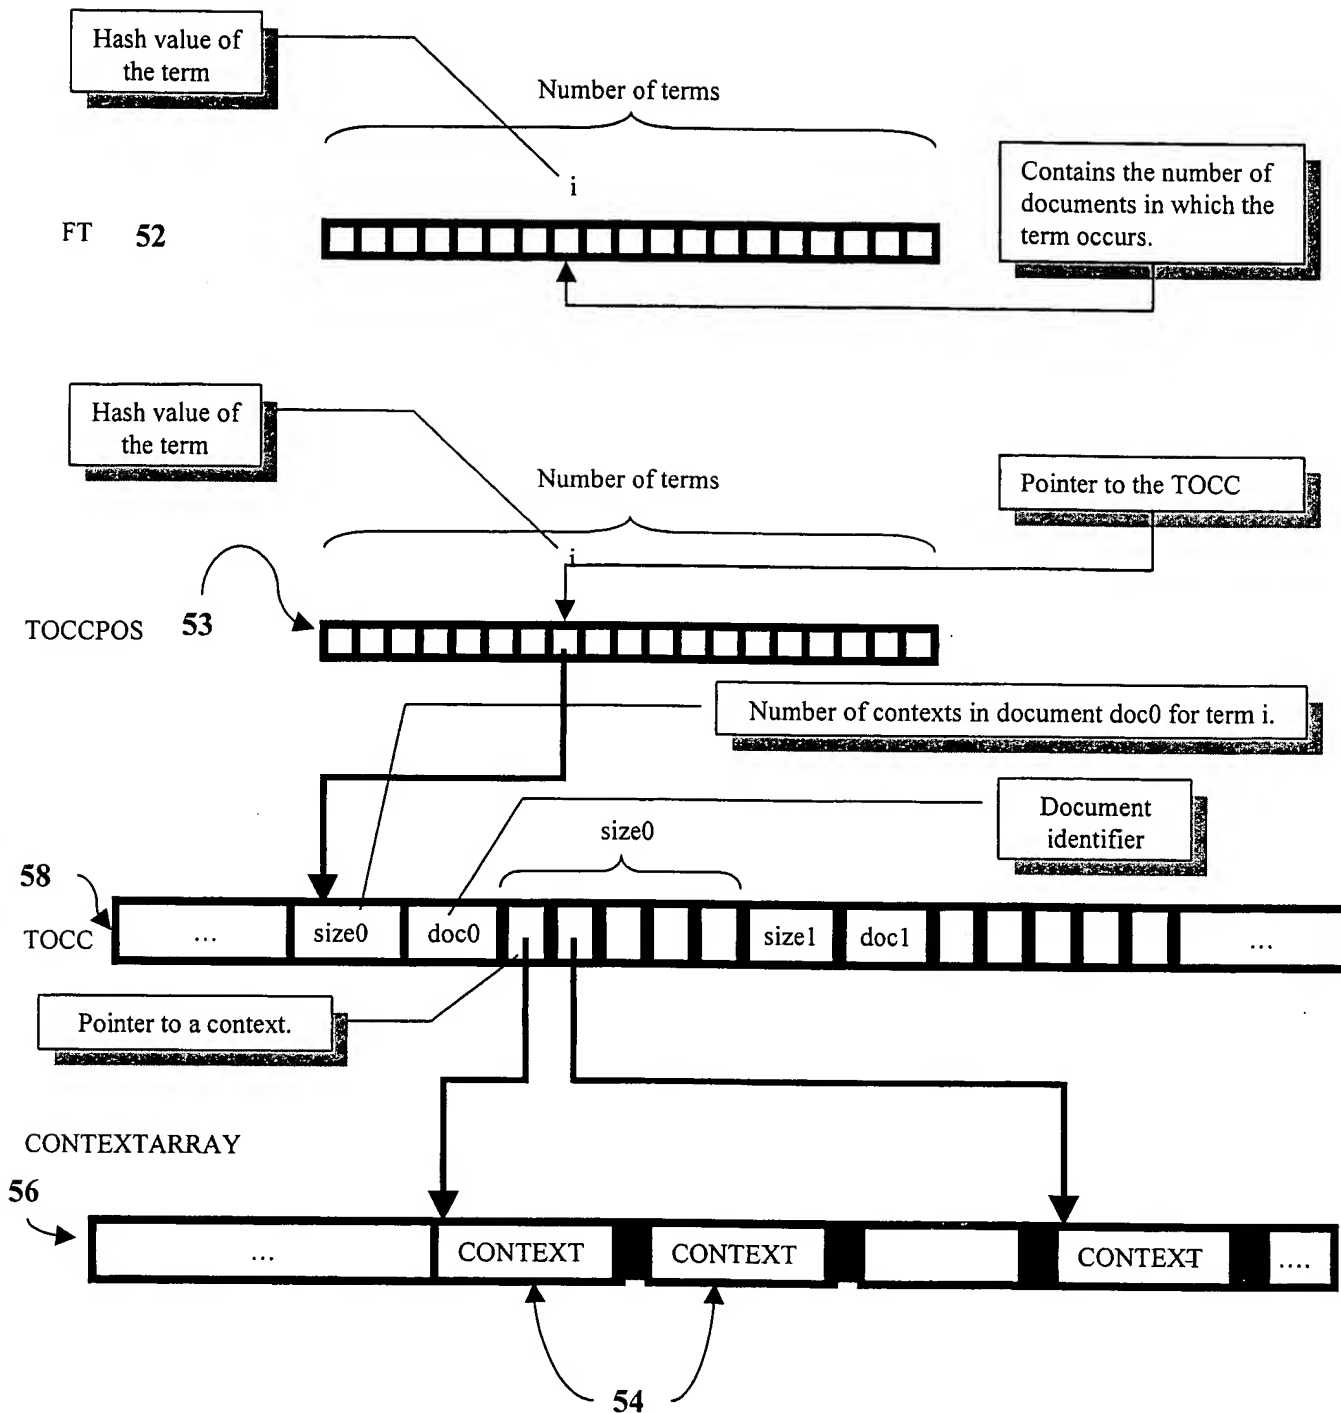 Hash value of
the term
Number of terms
i
Contains the number of
documents in which the
term occurs.
FT 52
Hash value of
the term
Number of terms
Pointer to the TOCC
i
TOCCPOS 53
Number of contexts in document doc0 for term i.
Document
identifier
size0
58
TOCC
... size0 doc0 size1 doc1 ...
Pointer to a context.
CONTEXTARRAY
56
... CONTEXT CONTEXT CONTEXT ....
54